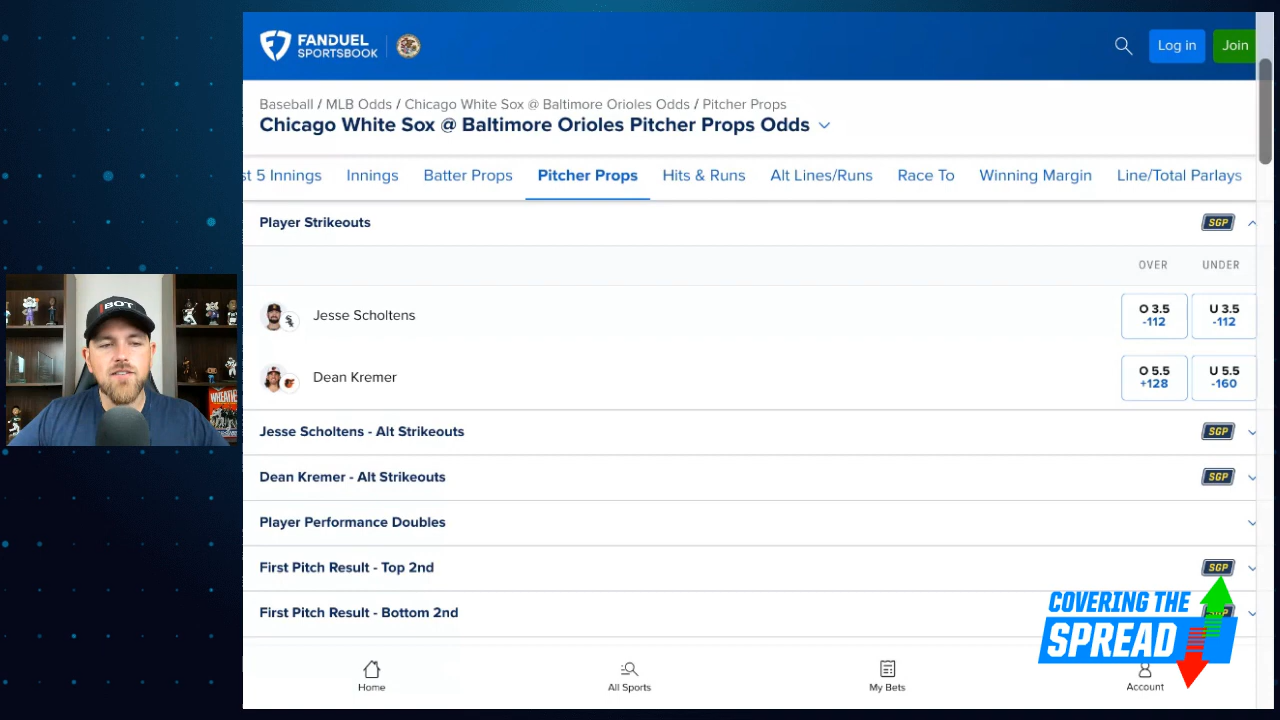 FANDUEL
SPORTSBOOK
Log in
Join
Baseball / MLB Odds / Chicago White Sox @ Baltimore Orioles Odds / Pitcher Props
Chicago White Sox @ Baltimore Orioles Pitcher Props Odds
st 5 Innings
Innings
Batter Props
Pitcher Props
Hits & Runs
Alt Lines/Runs
Race To
Winning Margin
Line/Total Parlays
Player Strikeouts
SGP
OVER
UNDER
Jesse Scholtens
O 3.5
-112
U 3.5
-112
Dean Kremer
O 5.5
+128
U 5.5
-160
Jesse Scholtens - Alt Strikeouts
SGP
Dean Kremer - Alt Strikeouts
SGP
Player Performance Doubles
First Pitch Result - Top 2nd
SGP
First Pitch Result - Bottom 2nd
COVERING THE
SPREAD
Home
All Sports
My Bets
Account
BOT
WHEATIES